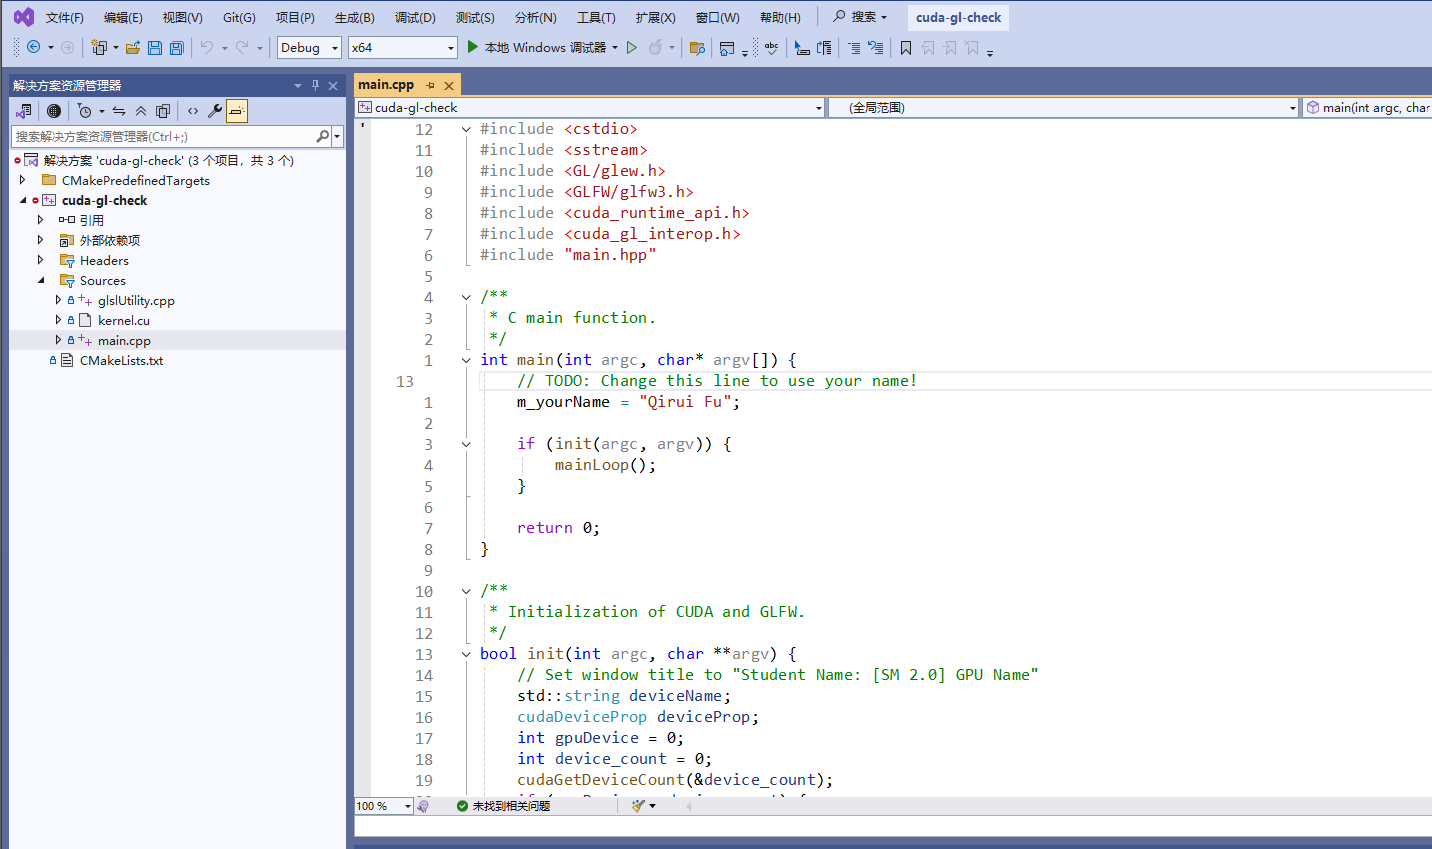 文件(F) 编辑(E) 视图(V) Git(G) 项目(P) 生成(B) 调试(D) 测试(S) 分析(N) 工具(T) 扩展(X) 窗口(W) 帮助(H) 搜索 cuda-gl-check
Debug x64 本地 Windows 调试器 abc
解决方案资源管理器
搜索解决方案资源管理器(Ctrl+;)
解决方案 'cuda-gl-check' (3 个项目，共 3 个)
CMakePredefinedTargets
cuda-gl-check
引用
外部依赖项
Headers
Sources
glslUtility.cpp
kernel.cu
main.cpp
CMakeLists.txt
main.cpp
cuda-gl-check (全局范围) main(int argc, char
12 #include <cstdio>
11 #include <sstream>
10 #include <GL/glew.h>
9 #include <GLFW/glfw3.h>
8 #include <cuda_runtime_api.h>
7 #include <cuda_gl_interop.h>
6 #include "main.hpp"
5
4 /**
3 * C main function.
2 */
1 int main(int argc, char* argv[]) {
13 // TODO: Change this line to use your name!
1 m_yourName = "Qirui Fu";
2
3 if (init(argc, argv)) {
4 mainLoop();
5 }
6
7 return 0;
8 }
9
10 /**
11 * Initialization of CUDA and GLFW.
12 */
13 bool init(int argc, char **argv) {
14 // Set window title to "Student Name: [SM 2.0] GPU Name"
15 std::string deviceName;
16 cudaDeviceProp deviceProp;
17 int gpuDevice = 0;
18 int device_count = 0;
19 cudaGetDeviceCount(&device_count);
100 % 未找到相关问题